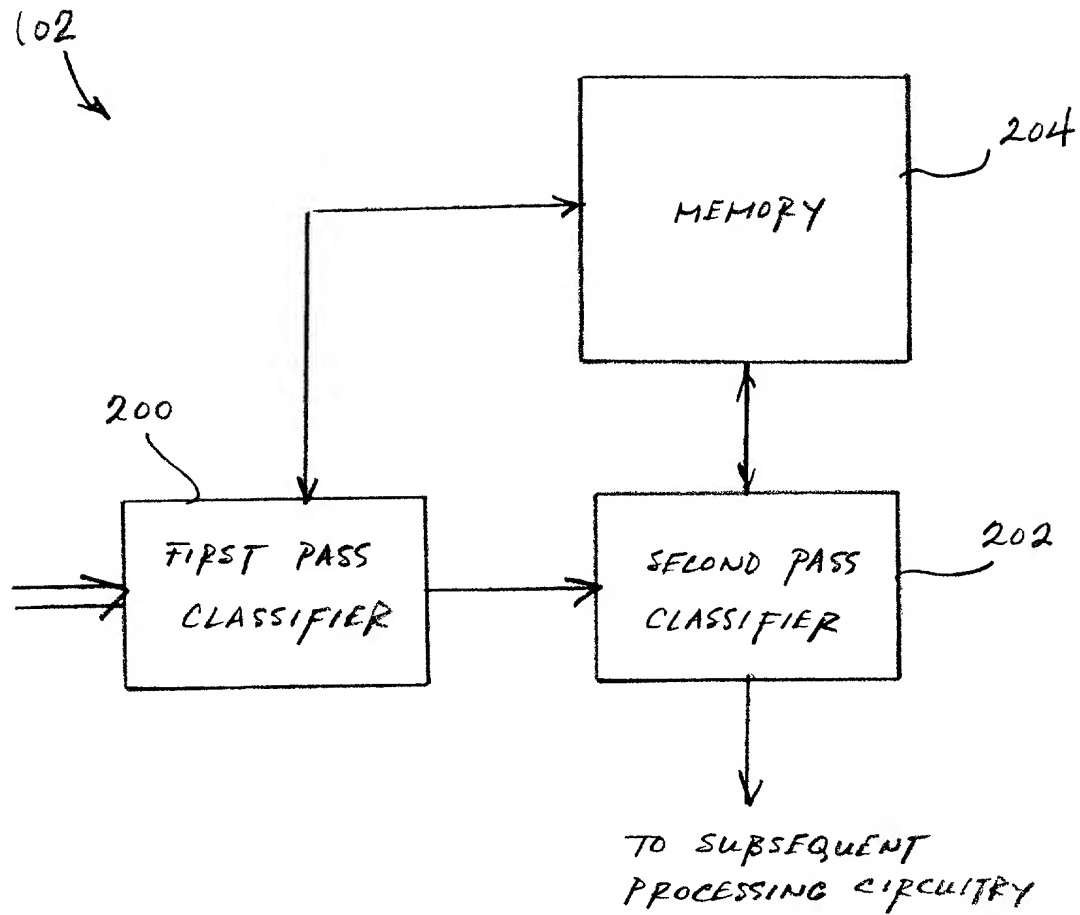 102
204
MEMORY
200
FIRST PASS
CLASSIFIER
SECOND PASS
CLASSIFIER
202
TO SUBSEQUENT
PROCESSING CIRCUITRY